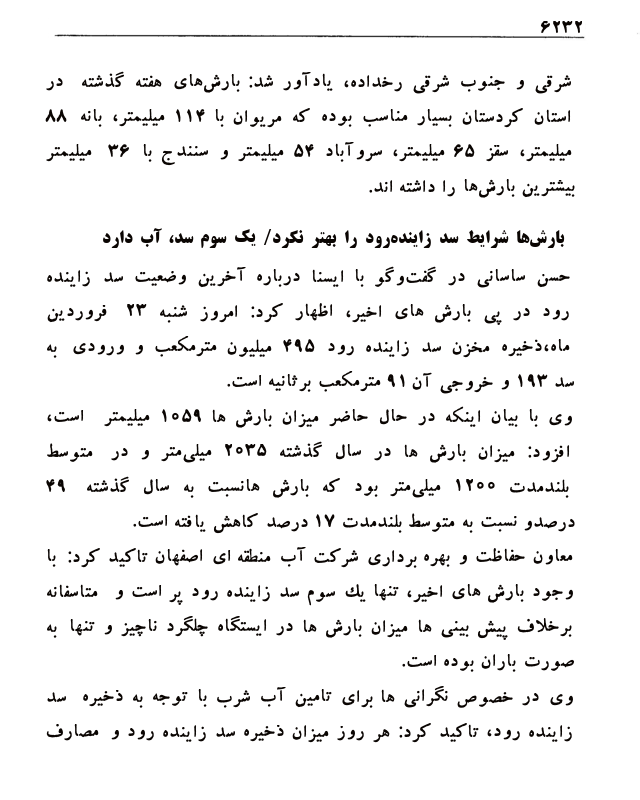 ۶۲۳۲
شرقی و جنوب شرقی رخداده، یادآور شد: بارش‌های هفته گذشته در
استان کردستان بسیار مناسب بوده که مریوان با ۱۱۴ میلیمتر، بانه ۸۸
میلیمتر، سقز ۶۵ میلیمتر، سروآباد ۵۴ میلیمتر و سنندج با ۳۶ میلیمتر
بیشترین بارش‌ها را داشته اند.
بارش‌ها شرایط سد زاینده‌رود را بهتر نکرد/ یک سوم سد، آب دارد
حسن ساسانی در گفت‌وگو با ایسنا درباره آخرین وضعیت سد زاینده
رود در پی بارش های اخیر، اظهار کرد: امروز شنبه ۲۳ فروردین
ماه،ذخیره مخزن سد زاینده رود ۴۹۵ میلیون مترمکعب و ورودی به
سد ۱۹۳ و خروجی آن ۹۱ مترمکعب برثانیه است.
وی با بیان اینکه در حال حاضر میزان بارش ها ۱۰۵۹ میلیمتر است،
افزود: میزان بارش ها در سال گذشته ۲۰۳۵ میلی‌متر و در متوسط
بلندمدت ۱۲۰۰ میلی‌متر بود که بارش هانسبت به سال گذشته ۴۹
درصدو نسبت به متوسط بلندمدت ۱۷ درصد کاهش یافته است.
معاون حفاظت و بهره برداری شرکت آب منطقه ای اصفهان تاکید کرد: با
وجود بارش های اخیر، تنها یك سوم سد زاینده رود پر است و متاسفانه
برخلاف پیش بینی ها میزان بارش ها در ایستگاه چلگرد ناچیز و تنها به
صورت باران بوده است.
وی در خصوص نگرانی ها برای تامین آب شرب با توجه به ذخیره سد
زاینده رود، تاکید کرد: هر روز میزان ذخیره سد زاینده رود و مصارف